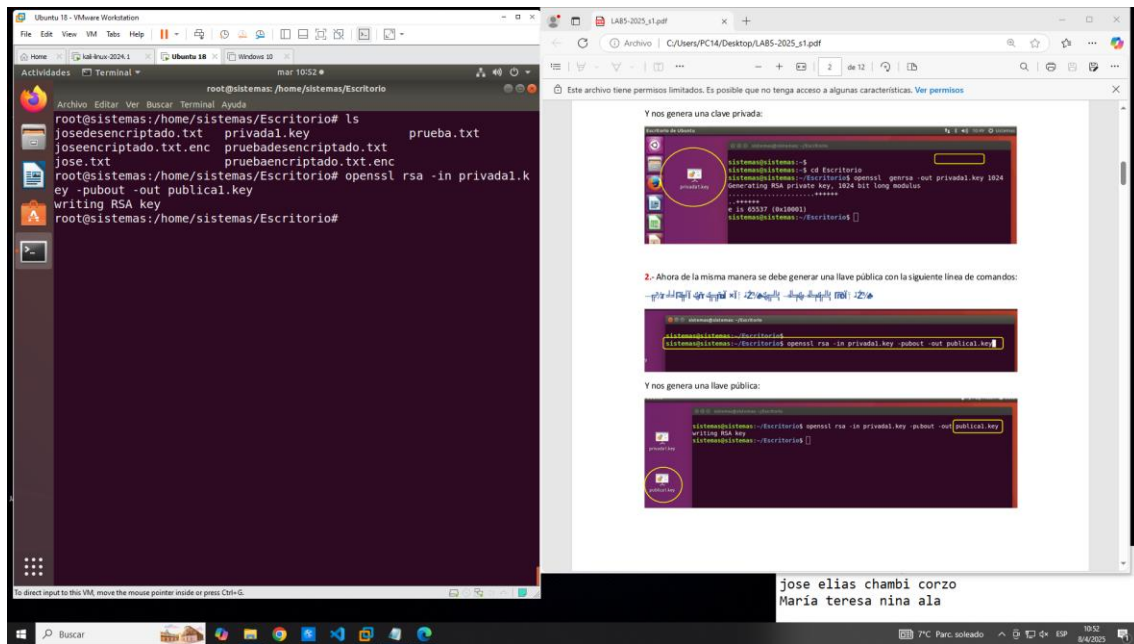 Ubuntu 18 - VMware Workstation
File Edit View VM Tabs Help
Home kali-linux-2024.1 Ubuntu 18 Windows 10
Actividades Terminal mar 10:52
root@sistemas: /home/sistemas/Escritorio
Archivo Editar Ver Buscar Terminal Ayuda
root@sistemas:/home/sistemas/Escritorio# ls
josedesencriptado.txt privada1.key prueba.txt
joseencriptado.txt.enc pruebadesencriptado.txt
jose.txt pruebaencriptado.txt.enc
root@sistemas:/home/sistemas/Escritorio# openssl rsa -in privada1.k
ey -pubout -out publica1.key
writing RSA key
root@sistemas:/home/sistemas/Escritorio#
To direct input to this VM, move the mouse pointer inside or press Ctrl+G.
LAB5-2025_s1.pdf
Archivo C:/Users/PC14/Desktop/LAB5-2025_s1.pdf
2 de 12
Este archivo tiene permisos limitados. Es posible que no tenga acceso a algunas características. Ver permisos
Y nos genera una clave privada:
Escritorio de Ubuntu
sistemas@sistemas:~$
sistemas@sistemas:~$ cd Escritorio
sistemas@sistemas:~/Escritorio$ openssl genrsa -out privada1.key 1024
Generating RSA private key, 1024 bit long modulus
......++++++
..++++++
e is 65537 (0x10001)
sistemas@sistemas:~/Escritorio$
privada1.key
2.- Ahora de la misma manera se debe generar una llave pública con la siguiente línea de comandos:
sistemas@sistemas: ~/Escritorio
sistemas@sistemas:~/Escritorio$
sistemas@sistemas:~/Escritorio$ openssl rsa -in privada1.key -pubout -out publica1.key
Y nos genera una llave pública:
sistemas@sistemas:~/Escritorio$ openssl rsa -in privada1.key -pubout -out publica1.key
writing RSA key
sistemas@sistemas:~/Escritorio$
privada1.key
publica1.key
jose elias chambi corzo
María teresa nina ala
Buscar
7°C Parc. soleado ESP 10:52
8/4/2025